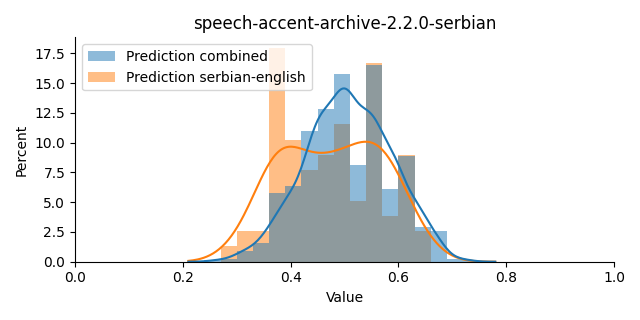 speech-accent-archive-2.2.0-serbian
Prediction combined
Prediction serbian-english
17.5
15.0
12.5
10.0
7.5
5.0
2.5
0.0
Percent
0.0 0.2 0.4 0.6 0.8 1.0
Value